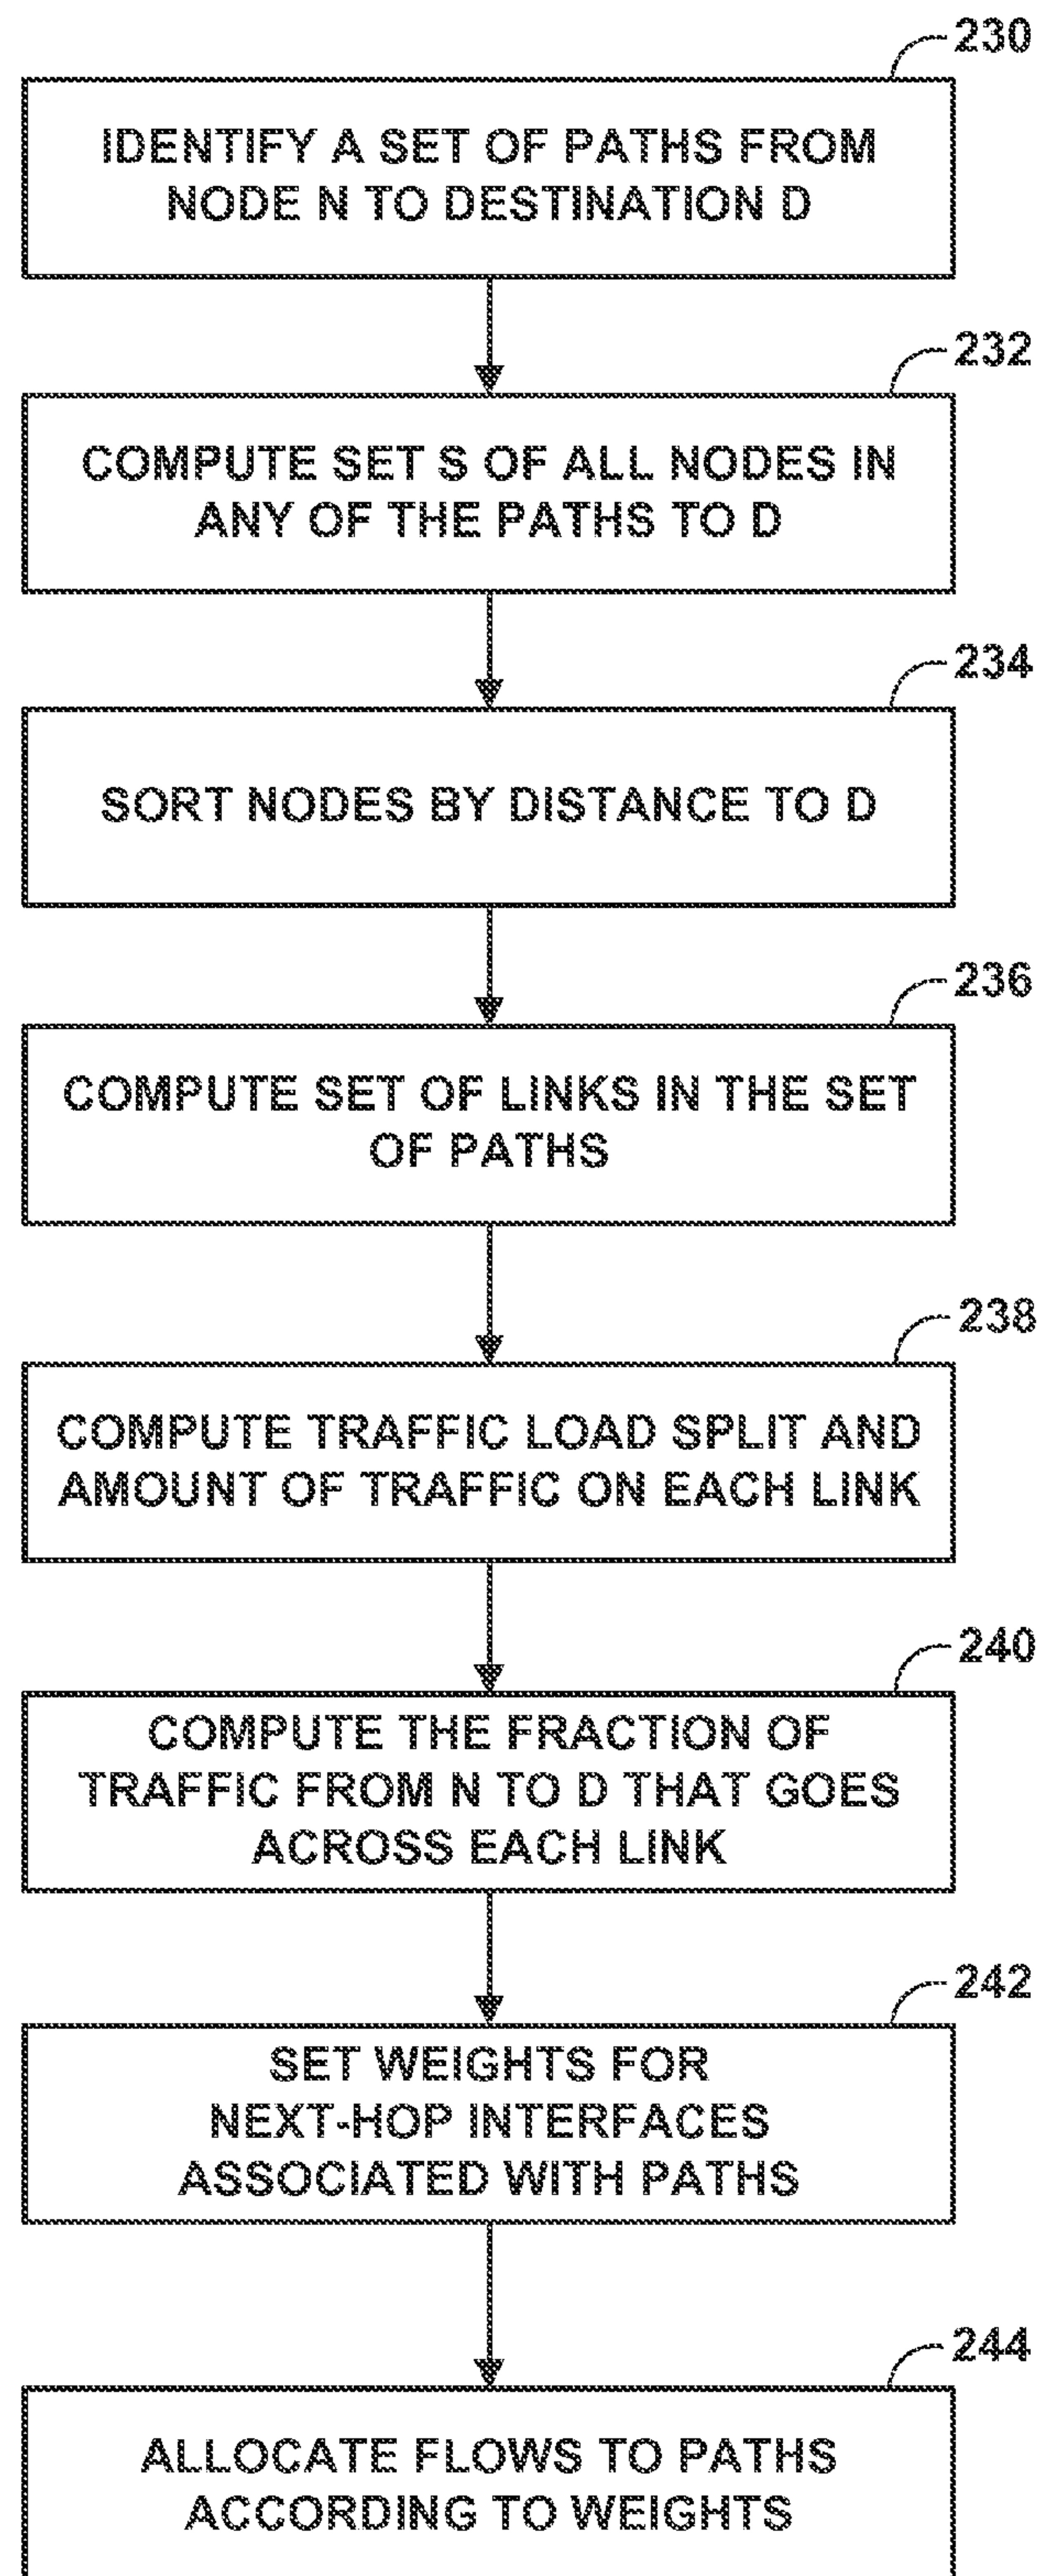 230
IDENTIFY A SET OF PATHS FROM
NODE N TO DESTINATION D
232
COMPUTE SET S OF ALL NODES IN
ANY OF THE PATHS TO D
234
SORT NODES BY DISTANCE TO D
236
COMPUTE SET OF LINKS IN THE SET
OF PATHS
238
COMPUTE TRAFFIC LOAD SPLIT AND
AMOUNT OF TRAFFIC ON EACH LINK
240
COMPUTE THE FRACTION OF
TRAFFIC FROM N TO D THAT GOES
ACROSS EACH LINK
242
SET WEIGHTS FOR
NEXT-HOP INTERFACES
ASSOCIATED WITH PATHS
244
ALLOCATE FLOWS TO PATHS
ACCORDING TO WEIGHTS